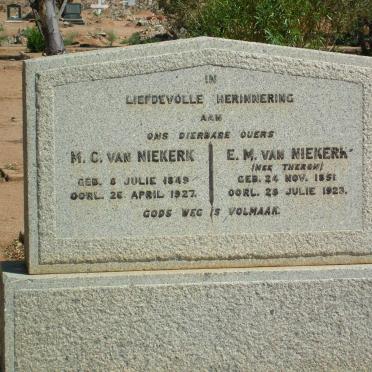 IN
LIEFDEVOLLE HERINNERING
AAN
ONS DIERBARE OUERS
M. C. VAN NIEKERK
GEB. 8 JULIE 1849
OORL. 26 APRIL 1927.
E. M. VAN NIEKERK
(NEE THERON)
GEB. 24 NOV. 1851
OORL. 28 JULIE 1923.
GODS WEG IS VOLMAAK.